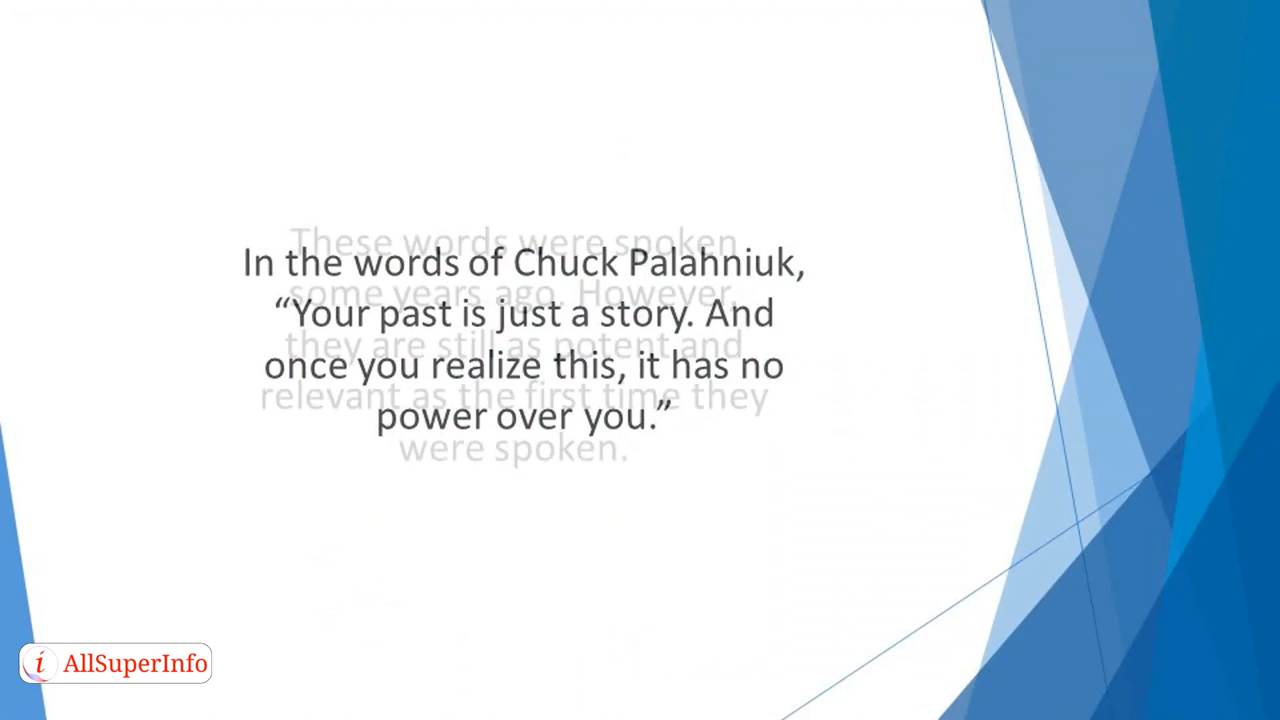 In the words of Chuck Palahniuk,
“Your past is just a story. And
once you realize this, it has no
power over you.”
These words were spoken
some years ago. However,
they are still as potent and
relevant as the first time they
were spoken.
i AllSuperInfo